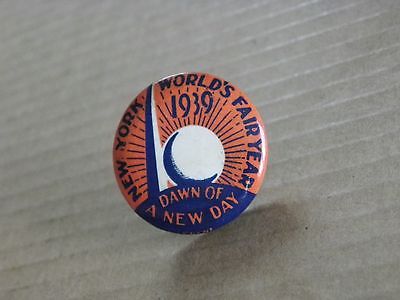 NEW YORK WORLD'S FAIR YEAR
1939
DAWN OF
A NEW DAY